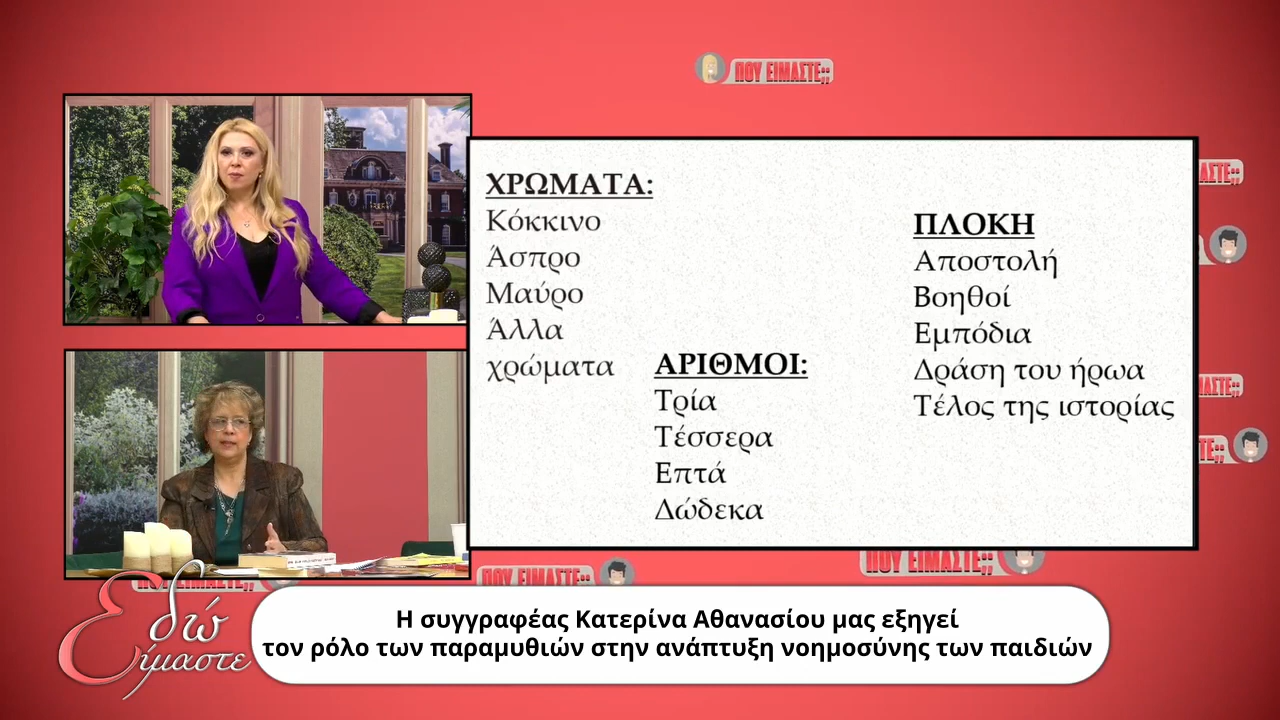 ΠΟΥ ΕΙΜΑΣΤΕ;;
ΧΡΩΜΑΤΑ:
Κόκκινο
Άσπρο
Μαύρο
Άλλα
χρώματα
ΑΡΙΘΜΟΙ:
Τρία
Τέσσερα
Επτά
Δώδεκα
ΠΛΟΚΗ
Αποστολή
Βοηθοί
Εμπόδια
Δράση του ήρωα
Τέλος της ιστορίας
ΠΟΥ ΕΙΜΑΣΤΕ;;
ΠΟΥ ΕΙΜΑΣΤΕ;;
Εδώ
Είμαστε
Η συγγραφέας Κατερίνα Αθανασίου μας εξηγεί
τον ρόλο των παραμυθιών στην ανάπτυξη νοημοσύνης των παιδιών